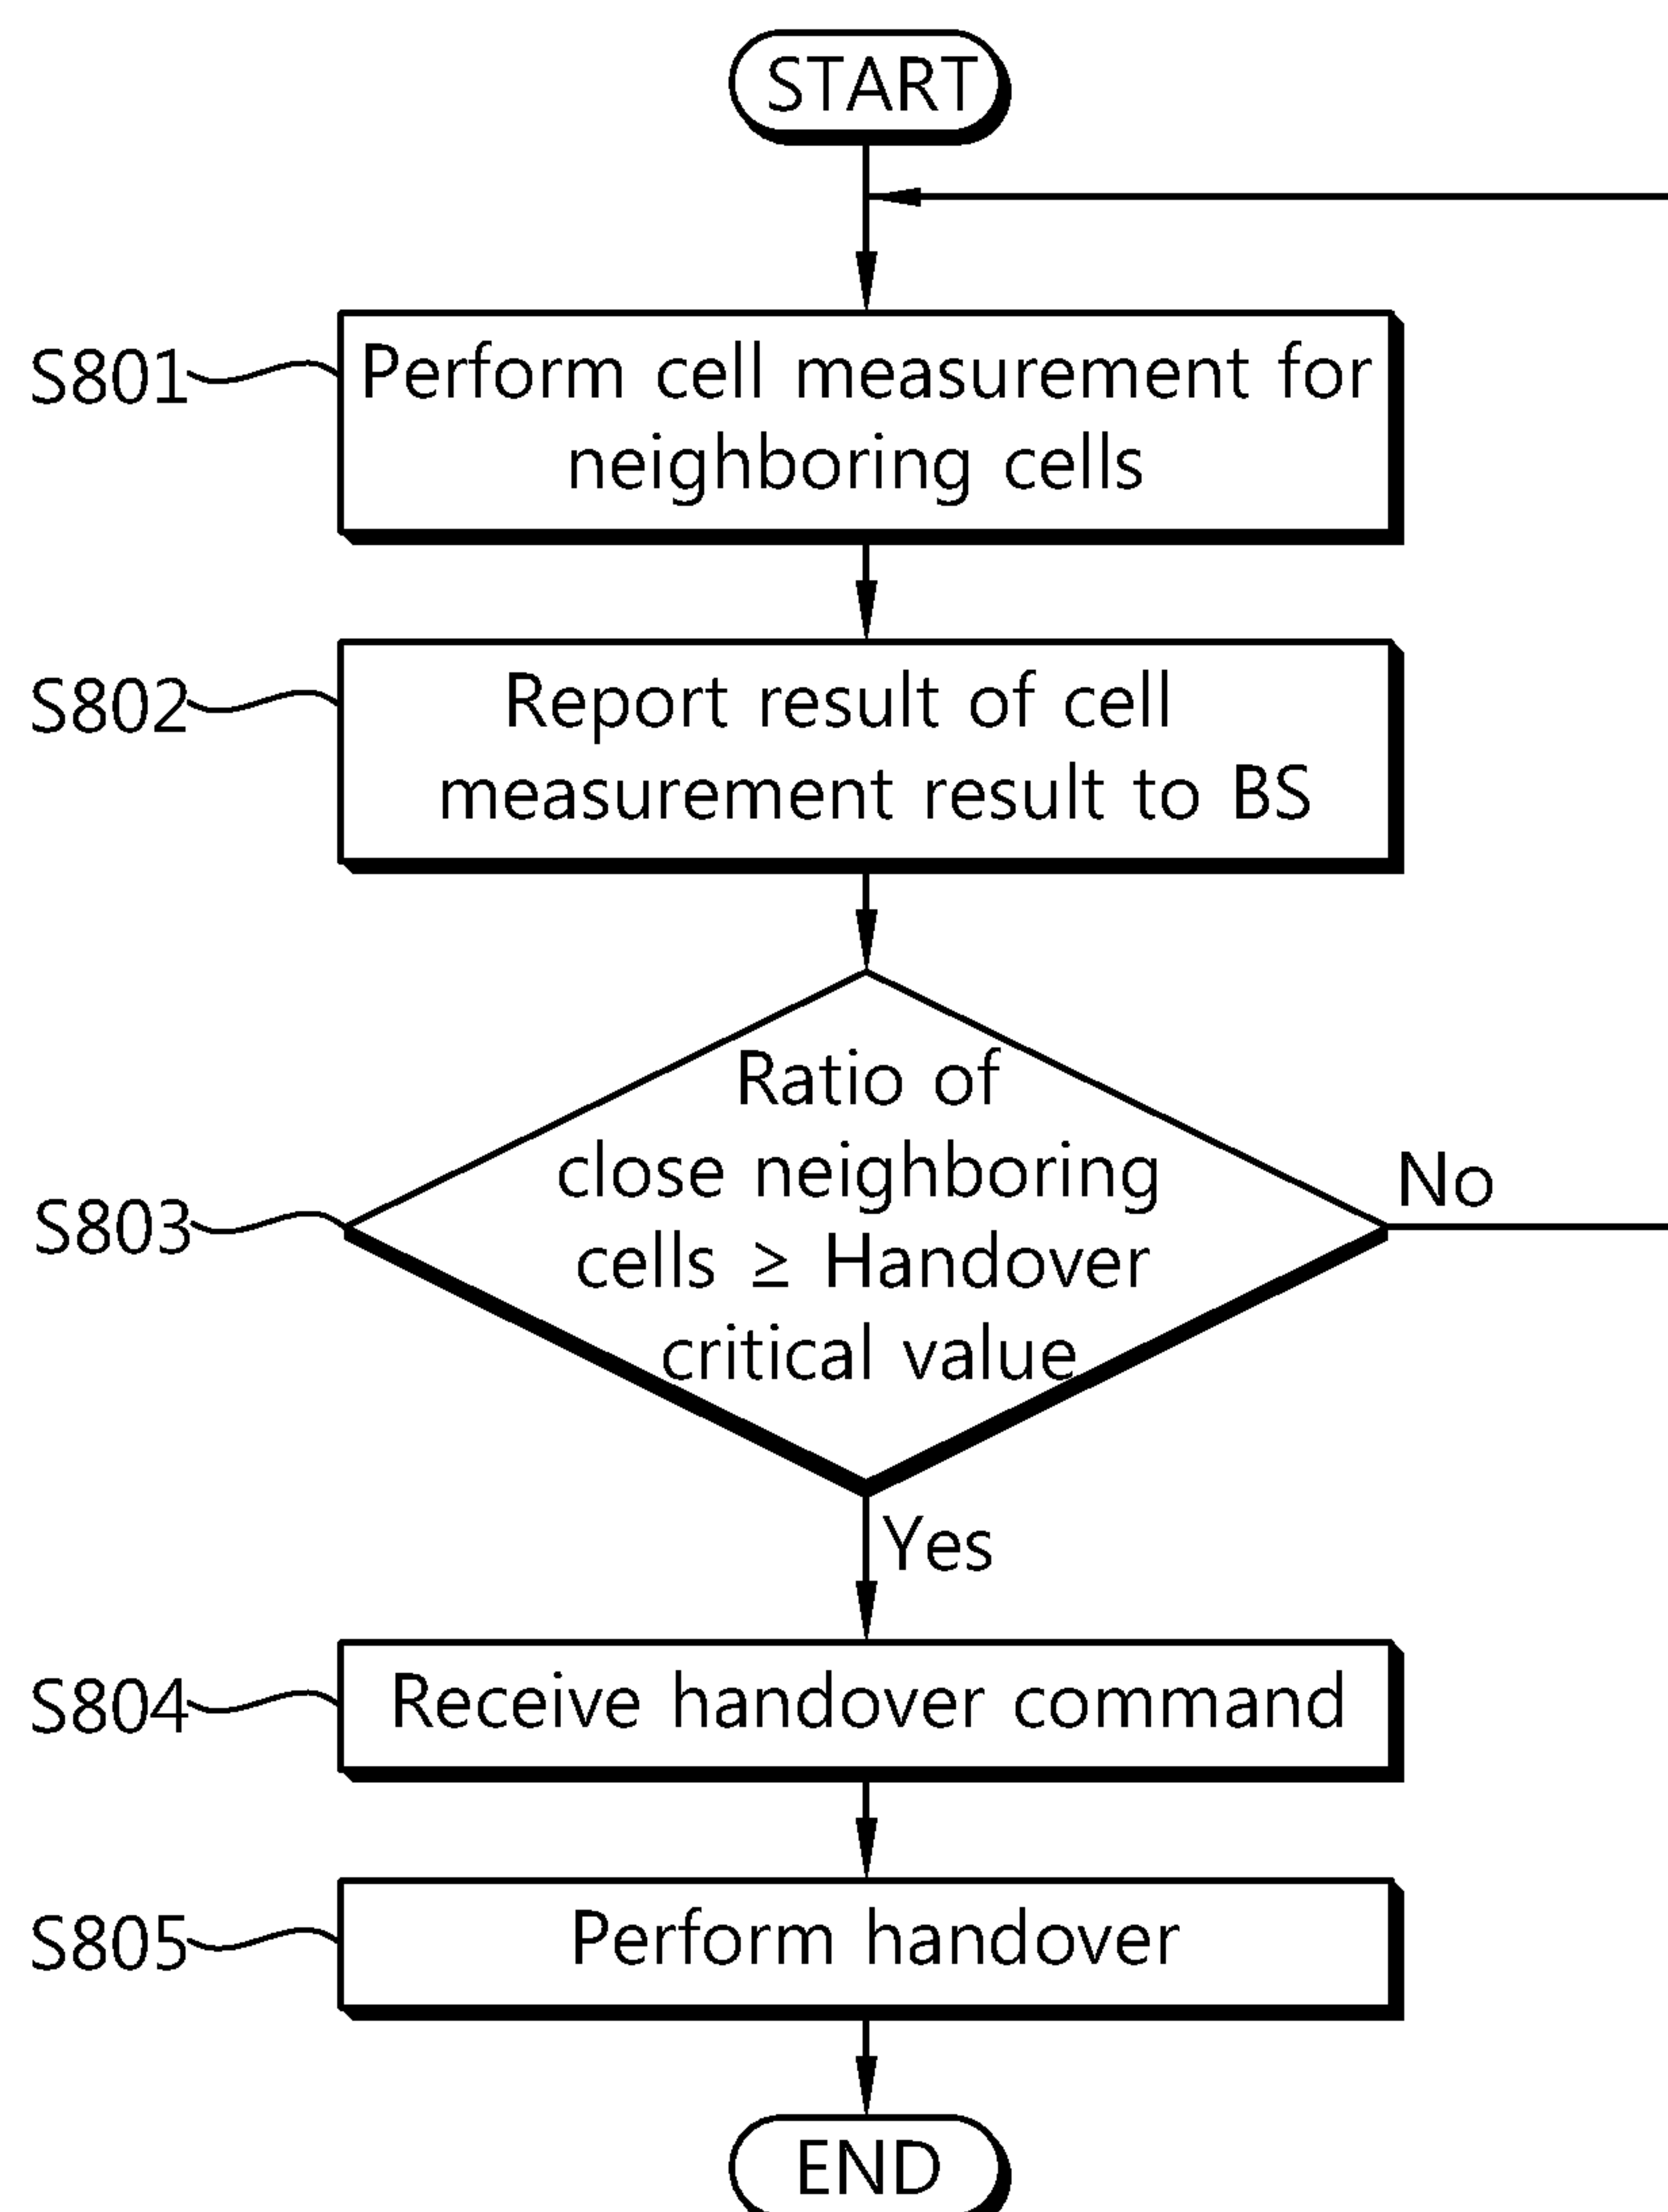 START
S801
Perform cell measurement for
neighboring cells
S802
Report result of cell
measurement result to BS
S803
Ratio of
close neighboring
cells ≥ Handover
critical value
No
Yes
S804
Receive handover command
S805
Perform handover
END